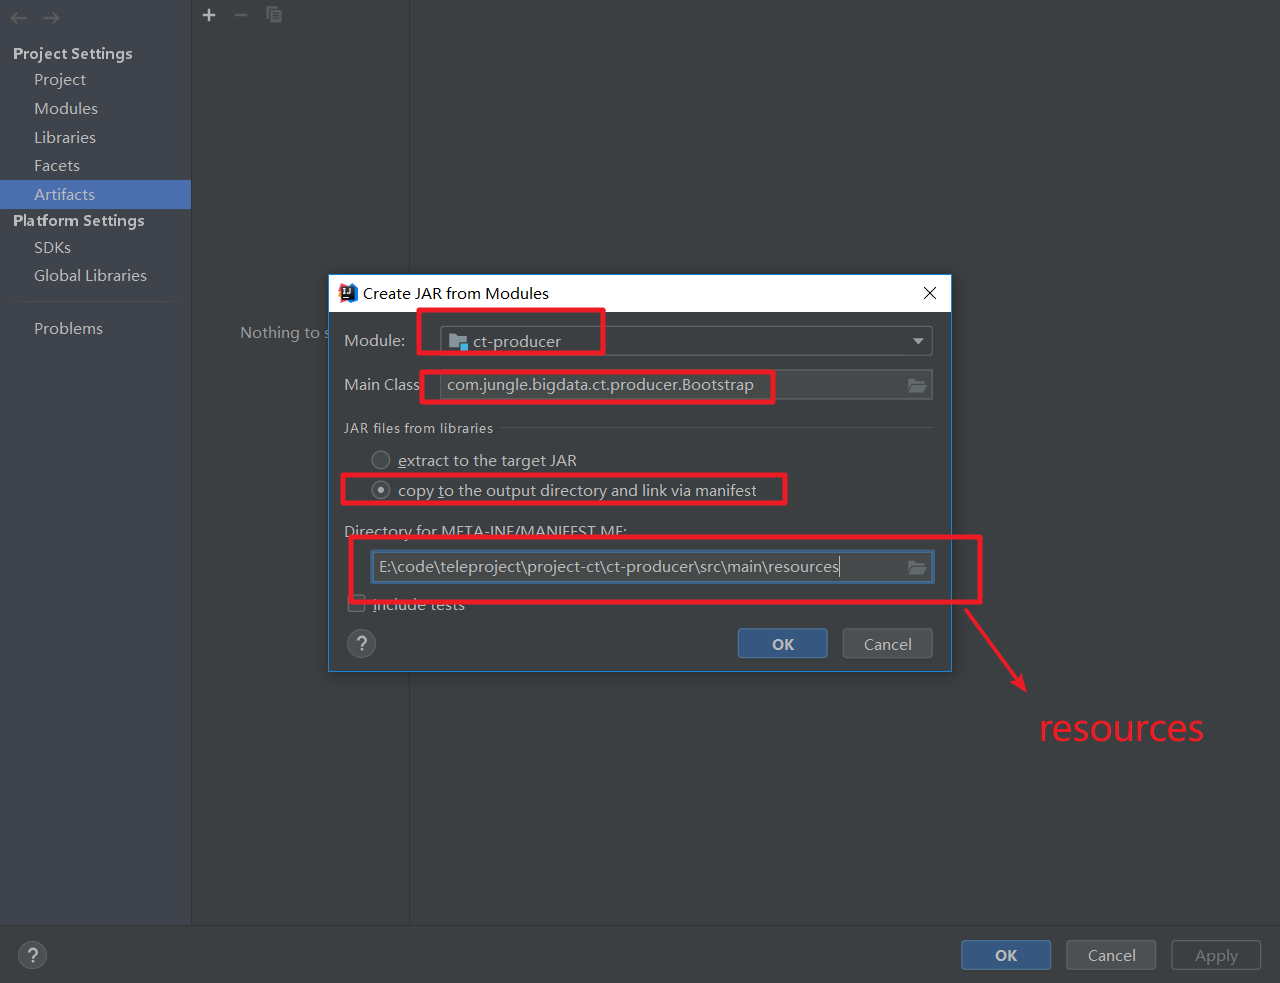 Project Settings
Project
Modules
Libraries
Facets
Artifacts
Platform Settings
SDKs
Global Libraries
Problems
Nothing to s
Create JAR from Modules
Module: ct-producer
Main Class com.jungle.bigdata.ct.producer.Bootstrap
JAR files from libraries
extract to the target JAR
copy to the output directory and link via manifest
Directory for META-INF/MANIFEST.MF:
E:\code\teleproject\project-ct\ct-producer\src\main\resources
Include tests
? OK Cancel
resources
? OK Cancel Apply